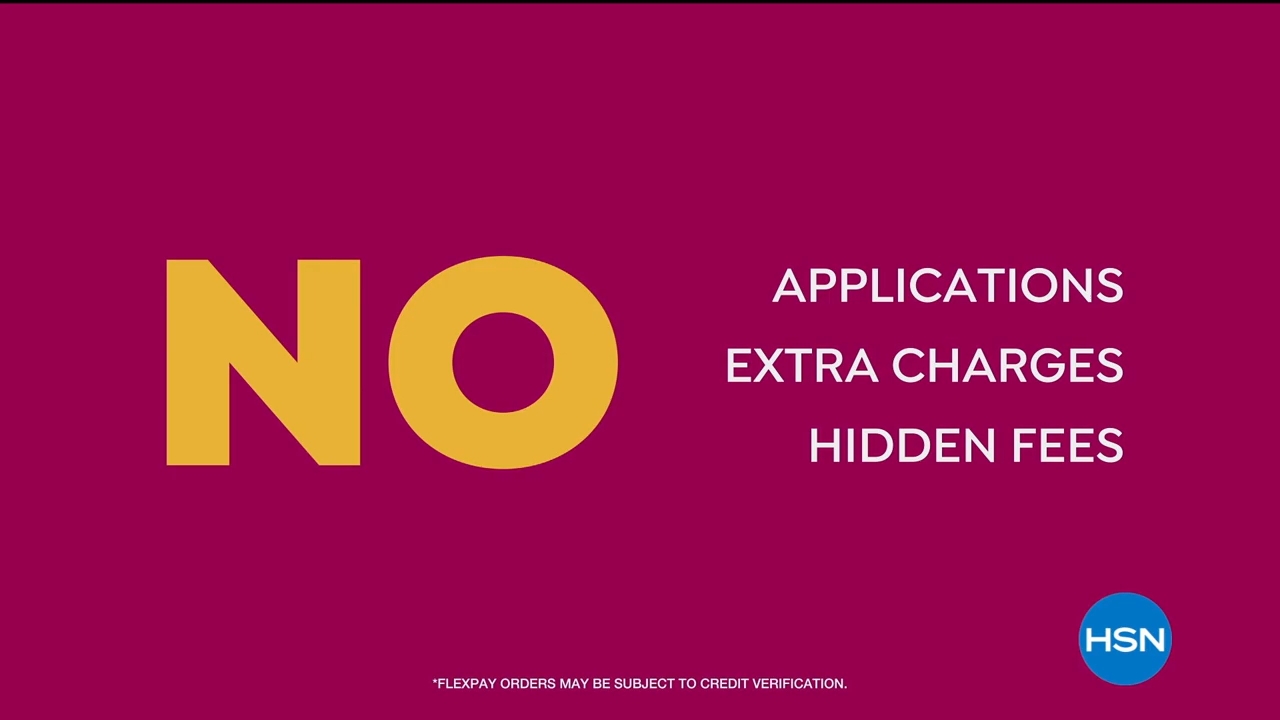 NO
APPLICATIONS
EXTRA CHARGES
HIDDEN FEES
HSN
*FLEXPAY ORDERS MAY BE SUBJECT TO CREDIT VERIFICATION.